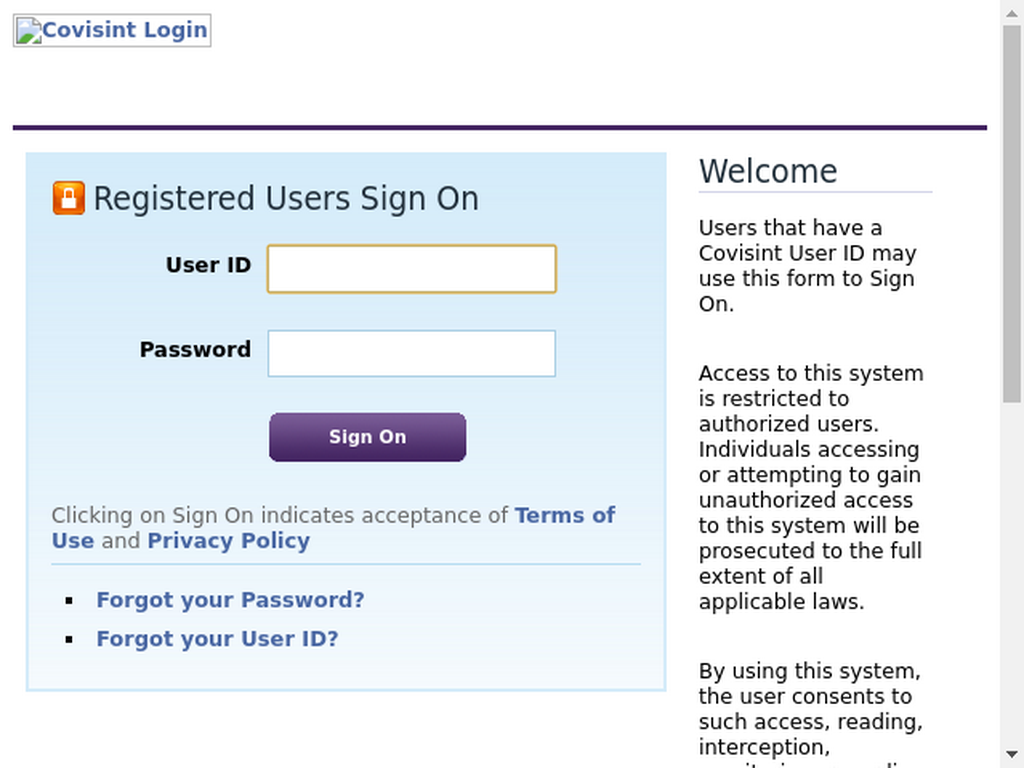 Covisint Login
Registered Users Sign On
User ID
Password
Sign On
Clicking on Sign On indicates acceptance of Terms of
Use and Privacy Policy
Forgot your Password?
Forgot your User ID?
Welcome
Users that have a
Covisint User ID may
use this form to Sign
On.
Access to this system
is restricted to
authorized users.
Individuals accessing
or attempting to gain
unauthorized access
to this system will be
prosecuted to the full
extent of all
applicable laws.
By using this system,
the user consents to
such access, reading,
interception,